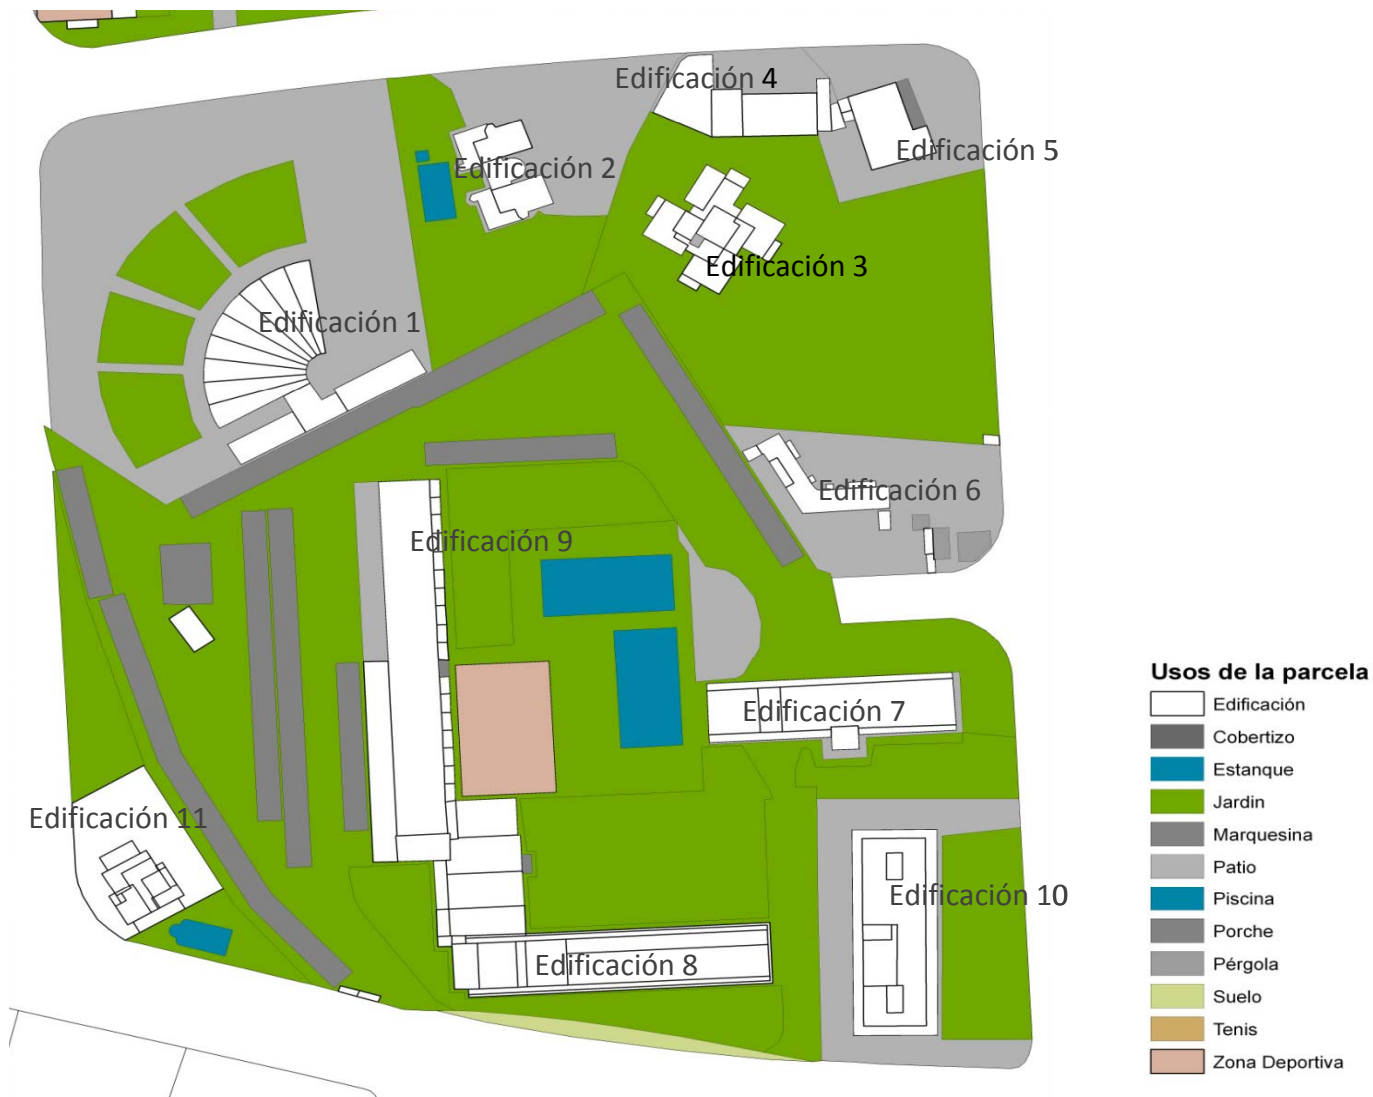 Edificación 4
Edificación 5
Edificación 2
Edificación 3
Edificación 1
Edificación 6
Edificación 9
Edificación 7
Edificación 11
Edificación 10
Edificación 8
Usos de la parcela
Edificación
Cobertizo
Estanque
Jardin
Marquesina
Patio
Piscina
Porche
Pérgola
Suelo
Tenis
Zona Deportiva